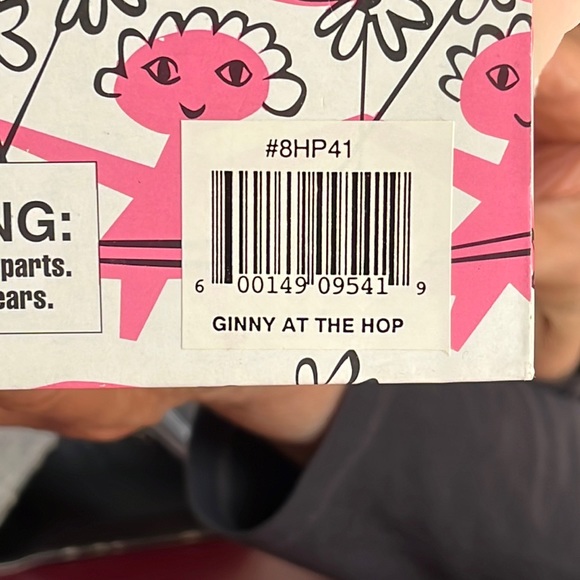 #8HP41
NG:
parts.
ears.
6 00149 09541 9
GINNY AT THE HOP